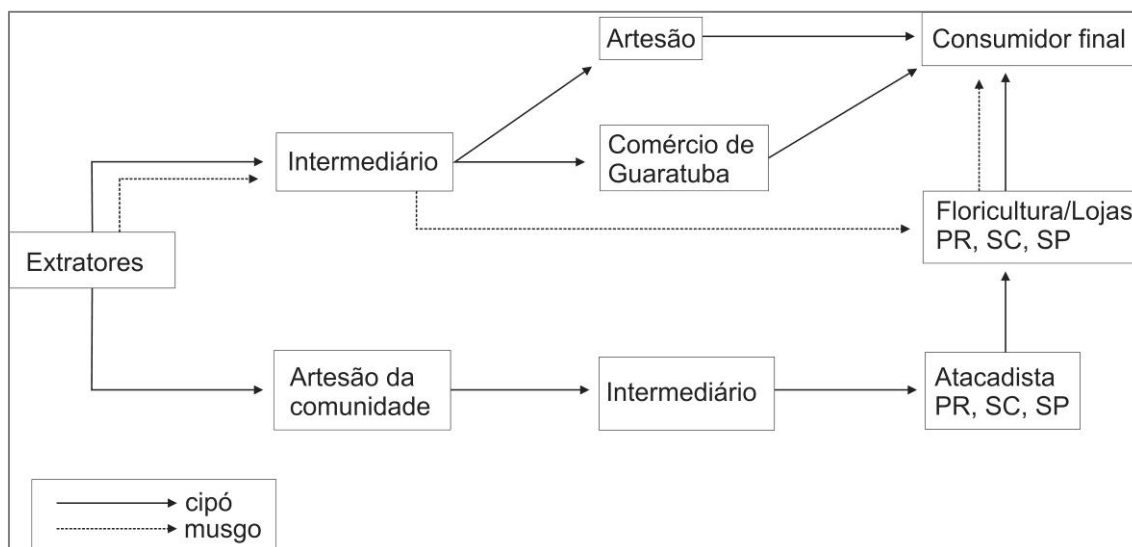 Artesão
Consumidor final
Intermediário
Comércio de
Guaratuba
Floricultura/Lojas
PR, SC, SP
Extratores
Artesão da
comunidade
Intermediário
Atacadista
PR, SC, SP
cipó
musgo